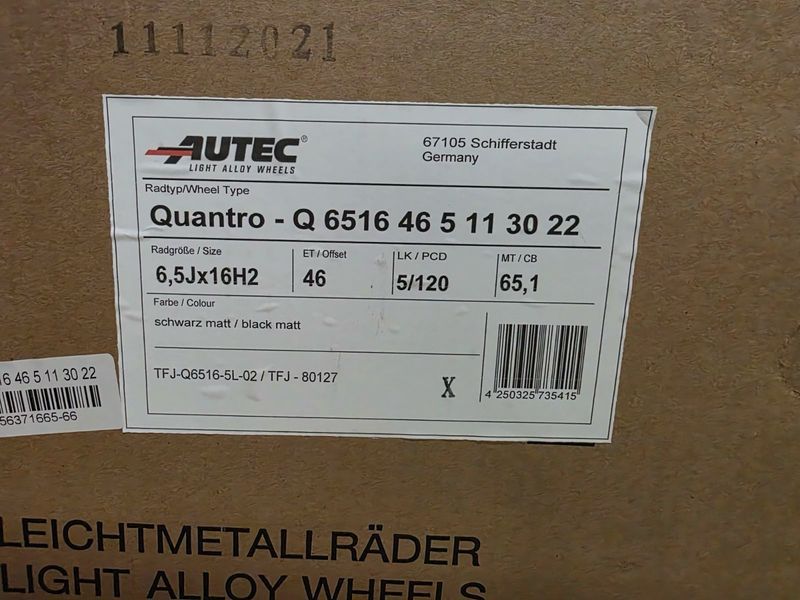 11112021
AUTEC®
LIGHT ALLOY WHEELS
67105 Schifferstadt
Germany
Radtyp/Wheel Type
Quantro - Q 6516 46 5 11 30 22
Radgröße / Size
6,5Jx16H2
ET / Offset
46
LK / PCD
5/120
MT / CB
65,1
Farbe / Colour
schwarz matt / black matt
TFJ-Q6516-5L-02 / TFJ - 80127
X
4 250325 735415
16 46 5 11 30 22
56371665-66
LEICHTMETALLRÄDER
LIGHT ALLOY WHEELS